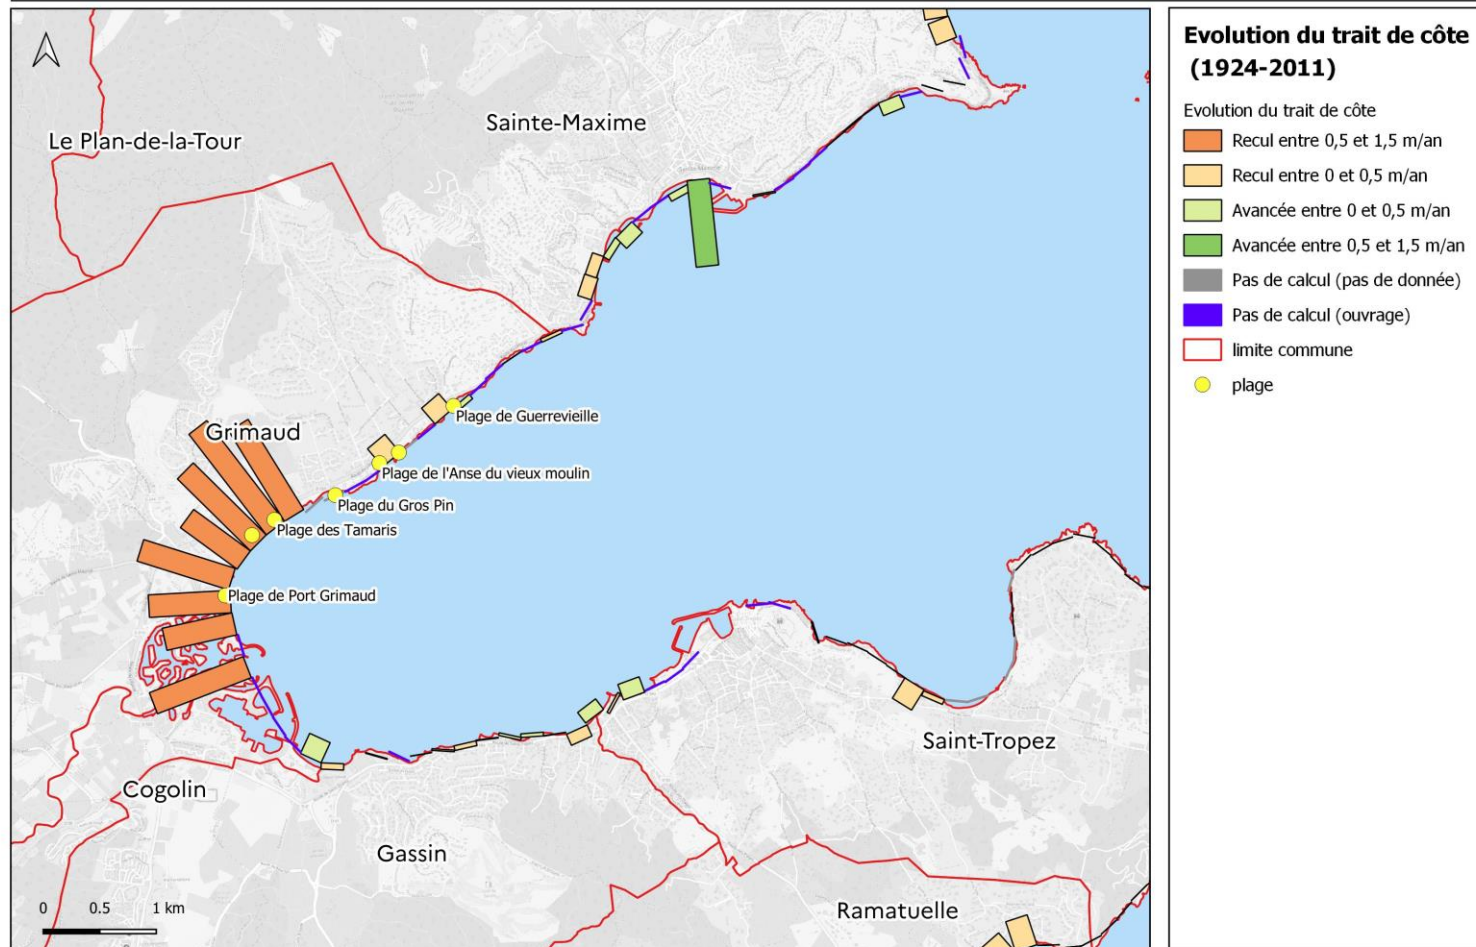 Evolution du trait de côte
(1924-2011)
Evolution du trait de côte
Recul entre 0,5 et 1,5 m/an
Recul entre 0 et 0,5 m/an
Avancée entre 0 et 0,5 m/an
Avancée entre 0,5 et 1,5 m/an
Pas de calcul (pas de donnée)
Pas de calcul (ouvrage)
limite commune
plage
Sainte-Maxime
Le Plan-de-la-Tour
Plage de Guerrevieille
Grimaud
Plage de l'Anse du vieux moulin
Plage du Gros Pin
Plage des Tamaris
Plage de Port Grimaud
Saint-Tropez
Cogolin
Gassin
Ramatuelle
0 0.5 1 km